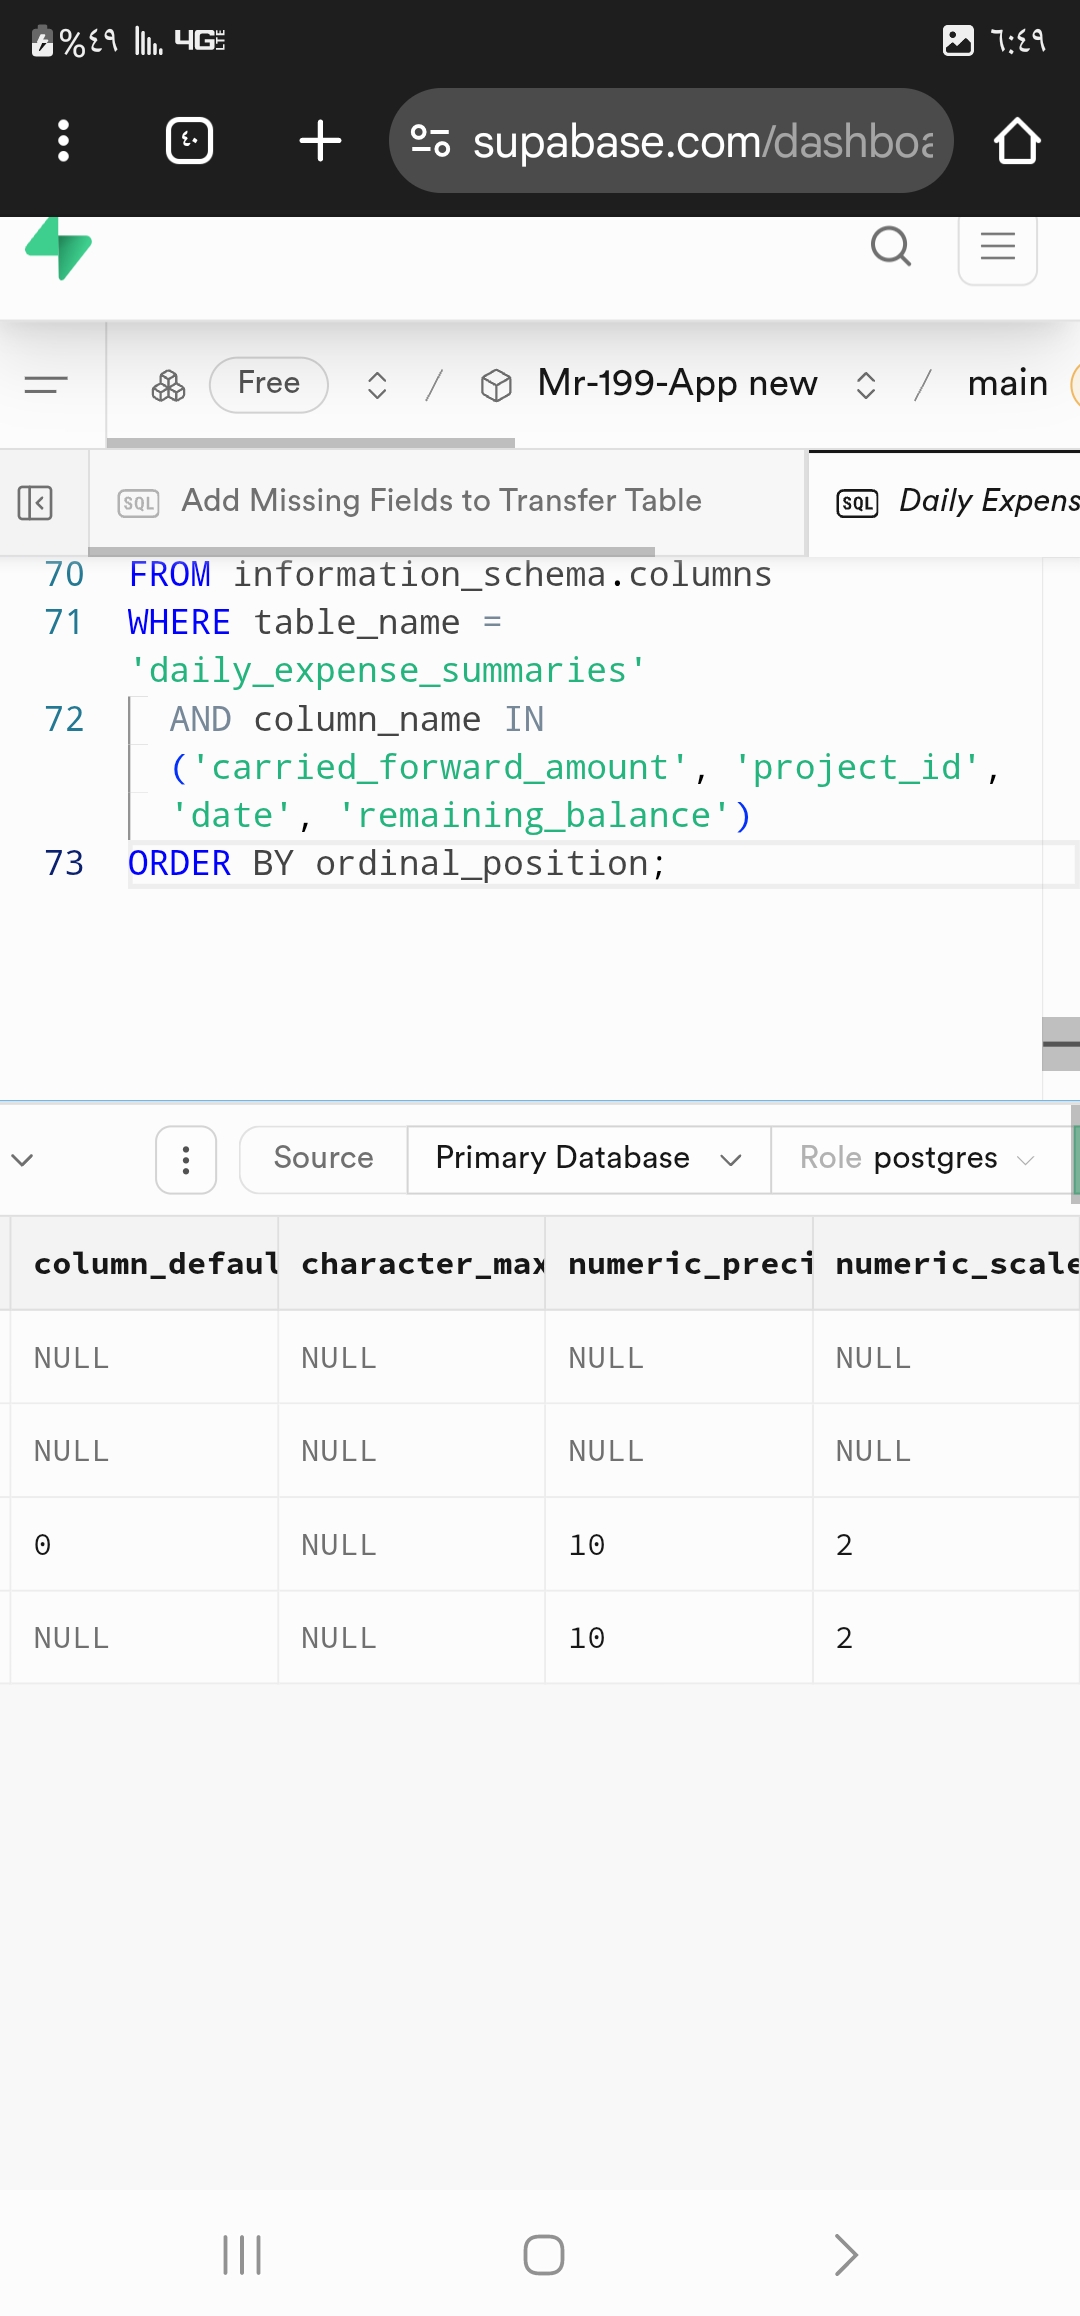 %٤٩ 4G LTE ٦:٤٩
٤٠ supabase.com/dashboa
Free / Mr-199-App new / main
SQL Add Missing Fields to Transfer Table SQL Daily Expens
70 FROM information_schema.columns
71 WHERE table_name =
'daily_expense_summaries'
72 AND column_name IN
('carried_forward_amount', 'project_id',
'date', 'remaining_balance')
73 ORDER BY ordinal_position;
Source Primary Database Role postgres
column_defaul character_max numeric_preci numeric_scale
NULL NULL NULL NULL
NULL NULL NULL NULL
0 NULL 10 2
NULL NULL 10 2